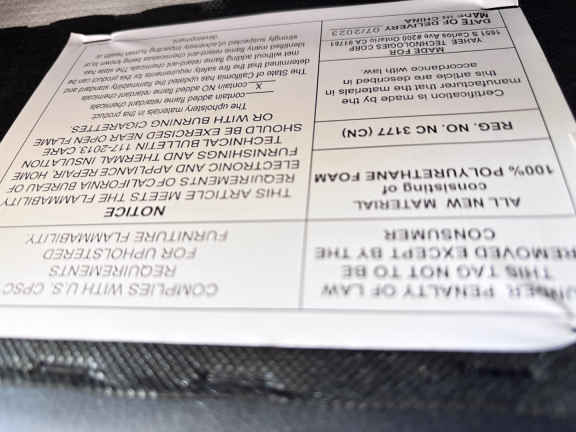 UNDER PENALTY OF LAW
THIS TAG NOT TO BE
REMOVED EXCEPT BY THE
CONSUMER
ALL NEW MATERIAL
consisting of
100% POLYURETHANE FOAM
REG. NO. NC 3177 (CN)
Certification is made by the
manufacturer that the materials in
this article are described in
accordance with law.
MADE FOR
YAHEE TECHNOLOGIES CORP
1651 S Carlos Ave #200 Ontario CA 91761
DATE OF DELIVERY 07/2023
MADE IN CHINA
COMPLIES WITH U.S. CPSC
REQUIREMENTS
FOR UPHOLSTERED
FURNITURE FLAMMABILITY.
NOTICE
THIS ARTICLE MEETS THE FLAMMABILITY
REQUIREMENTS OF CALIFORNIA BUREAU OF
ELECTRONIC AND APPLIANCE REPAIR, HOME
FURNISHINGS AND THERMAL INSULATION
TECHNICAL BULLETIN 117-2013. CARE
SHOULD BE EXERCISED NEAR OPEN FLAME
OR WITH BURNING CIGARETTES
The upholstery materials in this product
contain added flame retardant chemicals
X contain NO added flame retardant chemicals
The State of California has updated the flammability standard and
determined that the fire safety requirements for this product can be
met without adding flame retardant chemicals. The state has
identified many flame retardant chemicals as being known to, or
strongly suspected of, adversely impacting human health or
development.